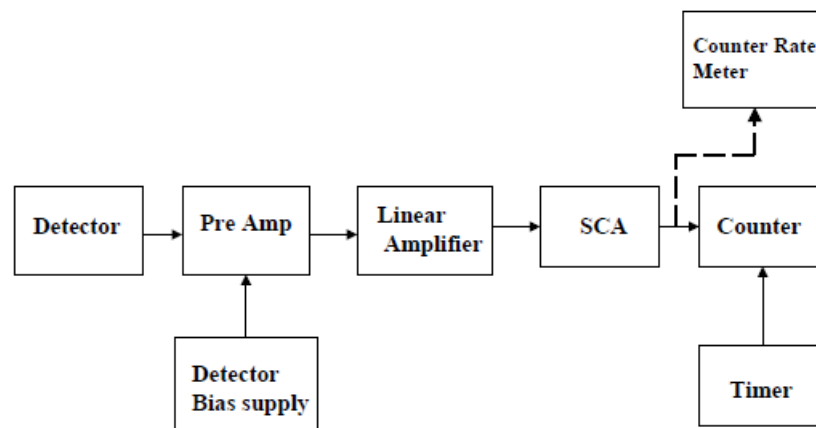 Counter Rate
Meter
Detector
Pre Amp
Linear
Amplifier
SCA
Counter
Detector
Bias supply
Timer